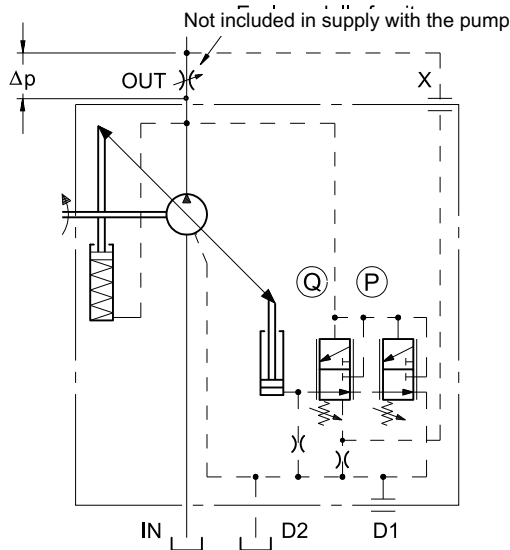 Not included in supply with the pump
Δp
OUT
X
Q
P
IN
D2
D1